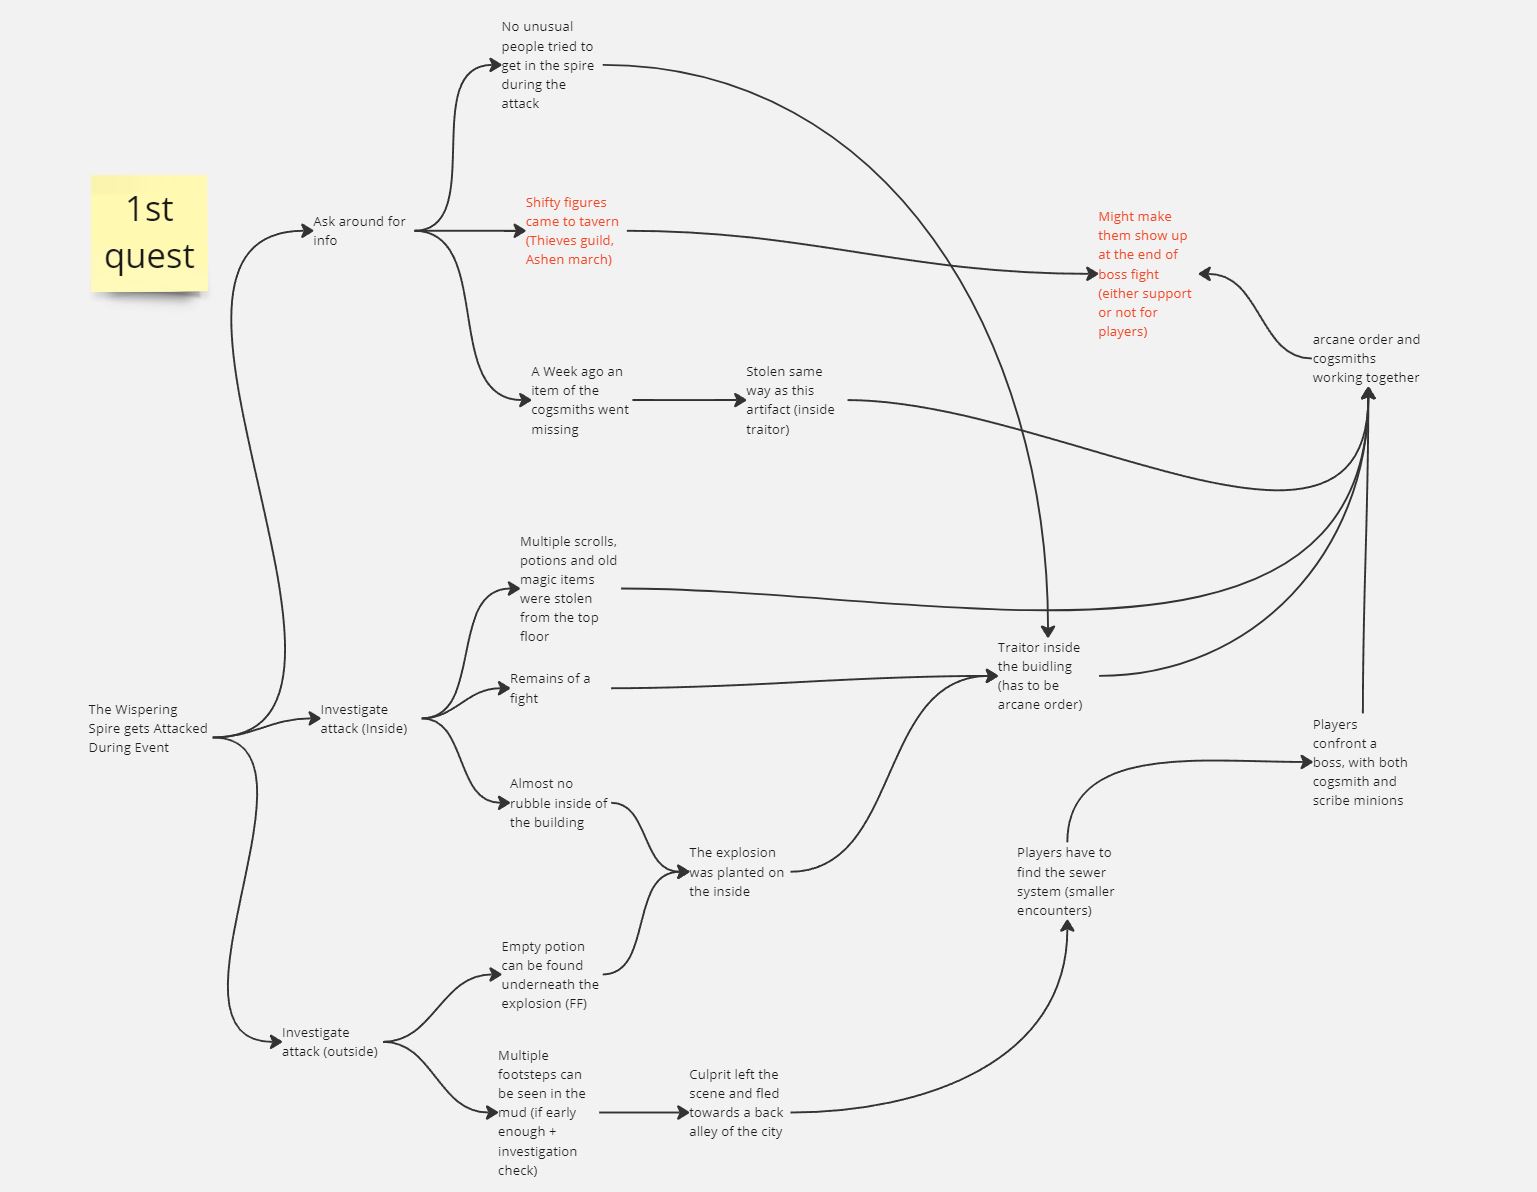 No unusual
people tried to
get in the spire
during the
attack
1st
quest
Ask around for
info
Shifty figures
came to tavern
(Thieves guild,
Ashen march)
Might make
them show up
at the end of
boss fight
(either support
or not for
players)
arcane order and
cogsmiths
working together
A Week ago an
item of the
cogsmiths went
missing
Stolen same
way as this
artifact (inside
traitor)
Multiple scrolls,
potions and old
magic items
were stolen
from the top
floor
Remains of a
fight
Traitor inside
the buidling
(has to be
arcane order)
The Wispering
Spire gets Attacked
During Event
Investigate
attack (Inside)
Almost no
rubble inside of
the building
The explosion
was planted on
the inside
Players
confront a
boss, with both
cogsmith and
scribe minions
Players have to
find the sewer
system (smaller
encounters)
Empty potion
can be found
underneath the
explosion (FF)
Investigate
attack (outside)
Multiple
footsteps can
be seen in the
mud (if early
enough +
investigation
check)
Culprit left the
scene and fled
towards a back
alley of the city